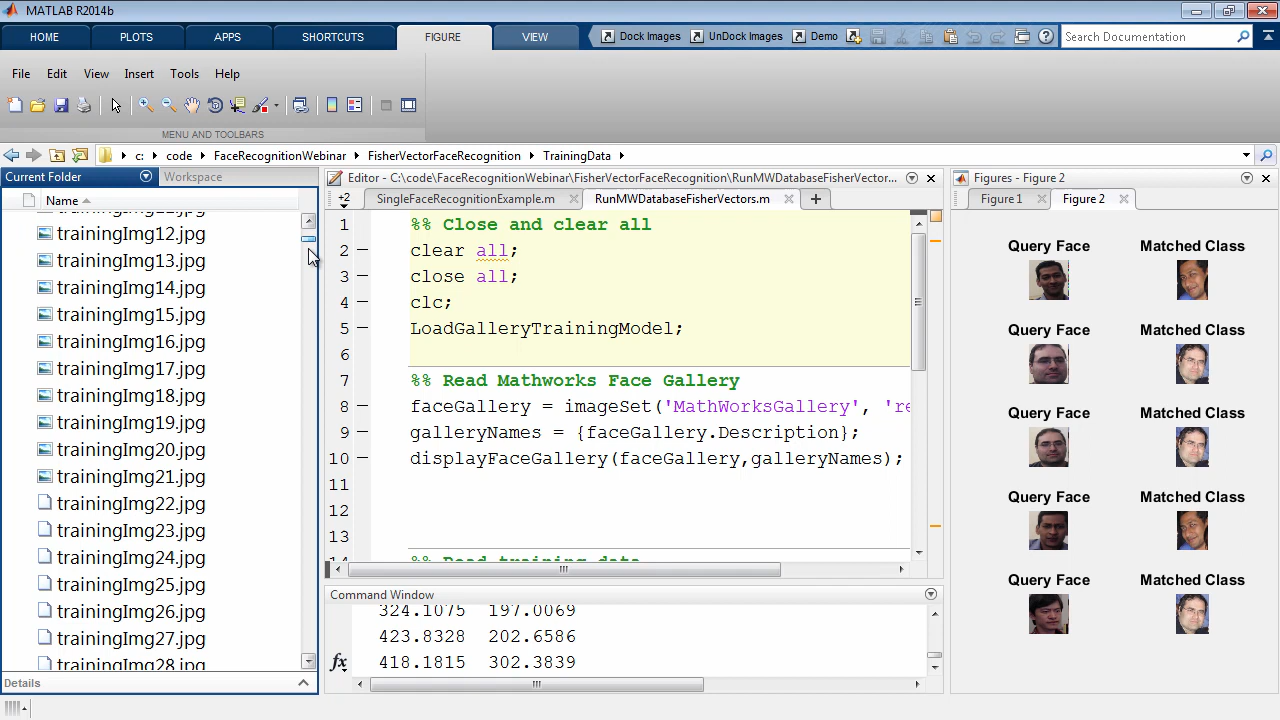 MATLAB R2014b
HOME PLOTS APPS SHORTCUTS FIGURE VIEW Dock Images UnDock Images Demo Search Documentation
File Edit View Insert Tools Help
MENU AND TOOLBARS
c: code FaceRecognitionWebinar FisherVectorFaceRecognition TrainingData
Current Folder
Workspace
Name
trainingImg12.jpg
trainingImg13.jpg
trainingImg14.jpg
trainingImg15.jpg
trainingImg16.jpg
trainingImg17.jpg
trainingImg18.jpg
trainingImg19.jpg
trainingImg20.jpg
trainingImg21.jpg
trainingImg22.jpg
trainingImg23.jpg
trainingImg24.jpg
trainingImg25.jpg
trainingImg26.jpg
trainingImg27.jpg
trainingImg28.jpg
Details
Editor - C:\code\FaceRecognitionWebinar\FisherVectorFaceRecognition\RunMWDatabaseFisherVector...
+2 SingleFaceRecognitionExample.m RunMWDatabaseFisherVectors.m
1 %% Close and clear all
2 clear all;
3 close all;
4 clc;
5 LoadGalleryTrainingModel;
6
7 %% Read Mathworks Face Gallery
8 faceGallery = imageSet('MathWorksGallery', 're
9 galleryNames = {faceGallery.Description};
10 displayFaceGallery(faceGallery,galleryNames);
11
12
13
14 %% Read training data
Command Window
324.1075 197.0069
423.8328 202.6586
fx 418.1815 302.3839
Figures - Figure 2
Figure 1 Figure 2
Query Face Matched Class
Query Face Matched Class
Query Face Matched Class
Query Face Matched Class
Query Face Matched Class